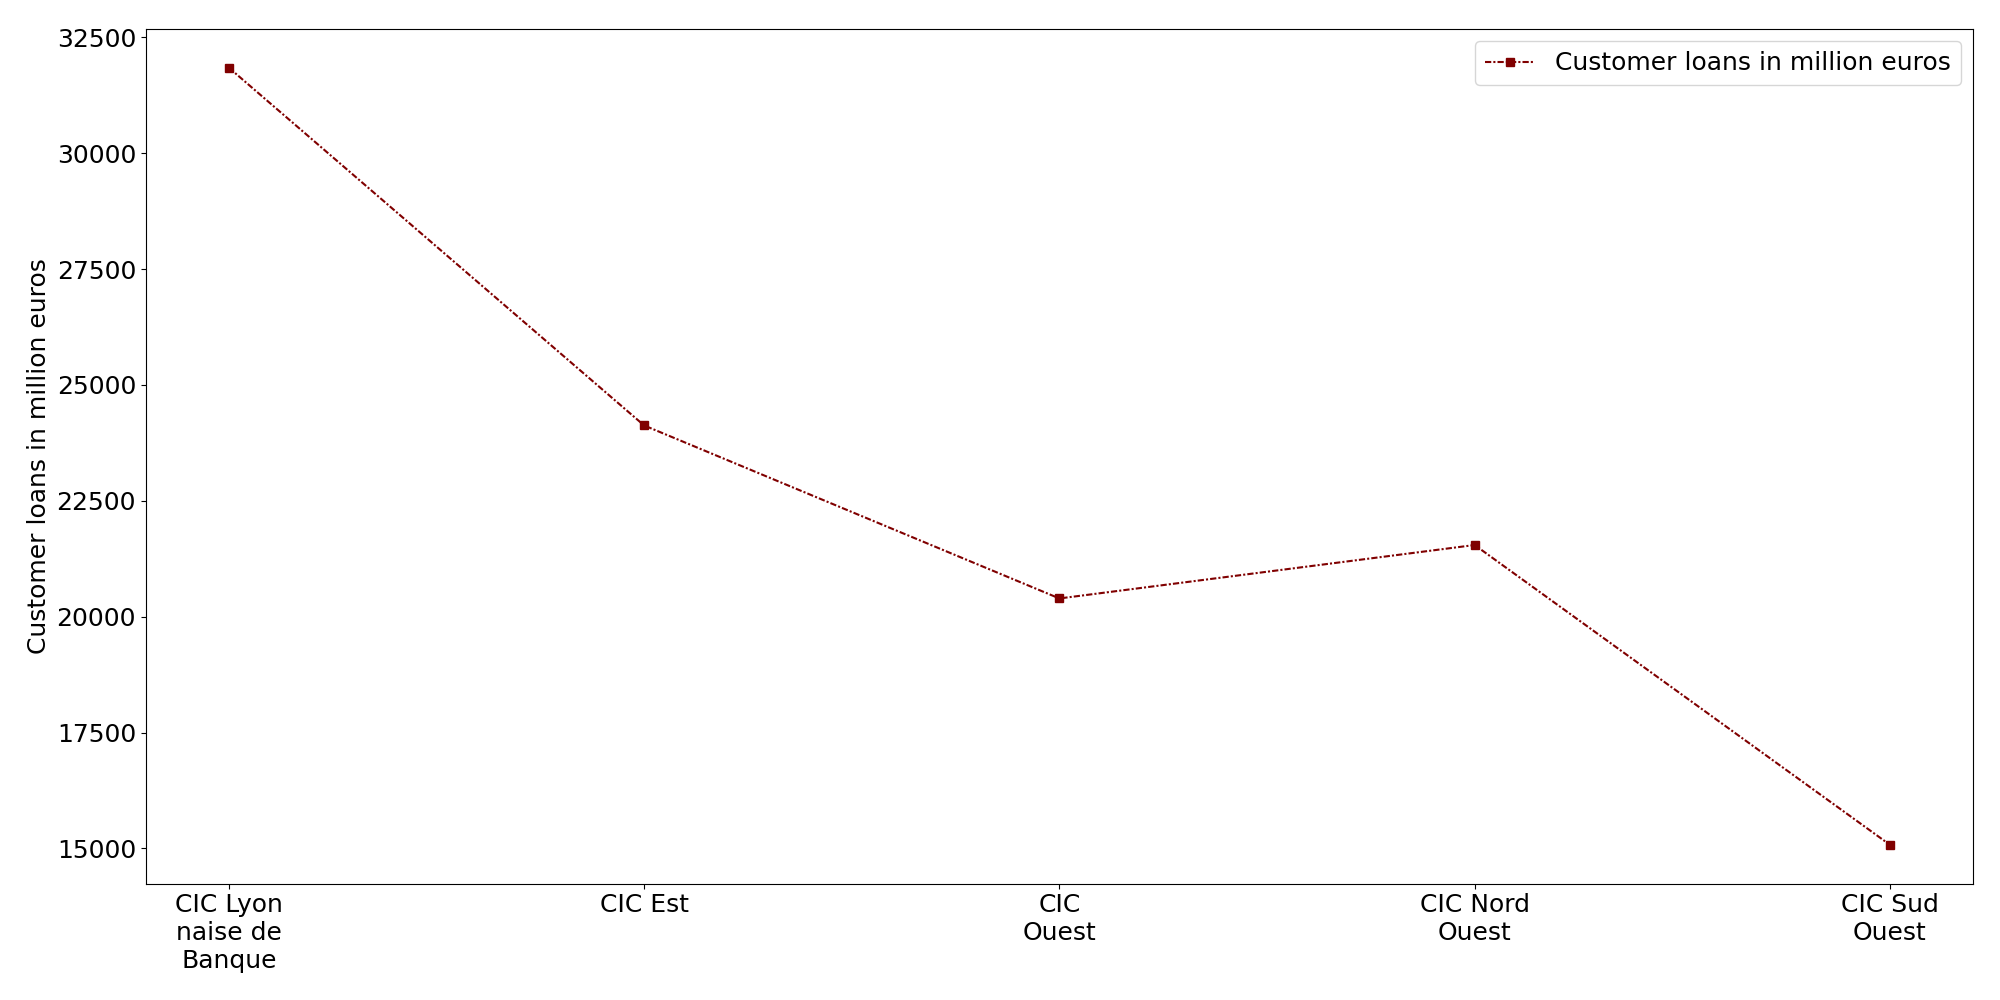 Customer loans in million euros
Customer loans in million euros
32500
30000
27500
25000
22500
20000
17500
15000
CIC Lyon
naise de
Banque
CIC Est
CIC
Ouest
CIC Nord
Ouest
CIC Sud
Ouest